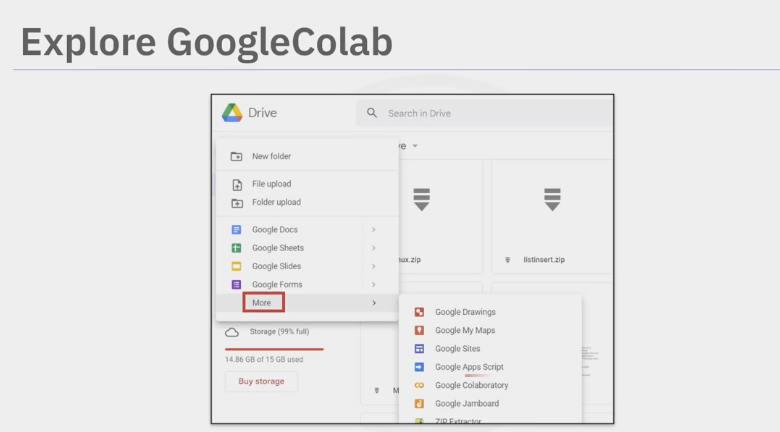 Explore GoogleColab
Drive
Search in Drive
ve
New folder
File upload
Folder upload
Google Docs
Google Sheets
Google Slides
Google Forms
More
ux.zip
listinsert.zip
Storage (99% full)
14.86 GB of 15 GB used
Buy storage
M
Google Drawings
Google My Maps
Google Sites
Google Apps Script
Google Colaboratory
Google Jamboard
ZIP Extractor